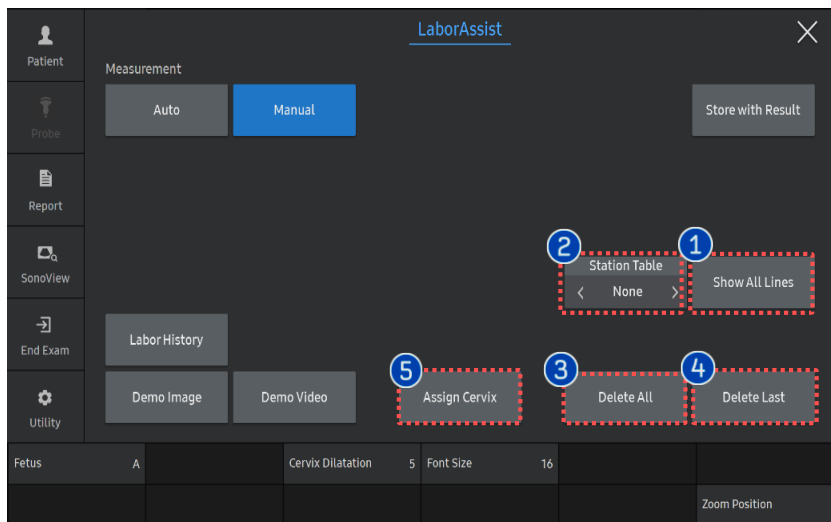 LaborAssist
Patient
Measurement
Auto
Manual
Store with Result
Probe
Report
SonoView
2
1
Station Table
None
Show All Lines
End Exam
Labor History
5
3
4
Demo Image
Demo Video
Assign Cervix
Delete All
Delete Last
Utility
Fetus A
Cervix Dilatation 5
Font Size 16
Zoom Position